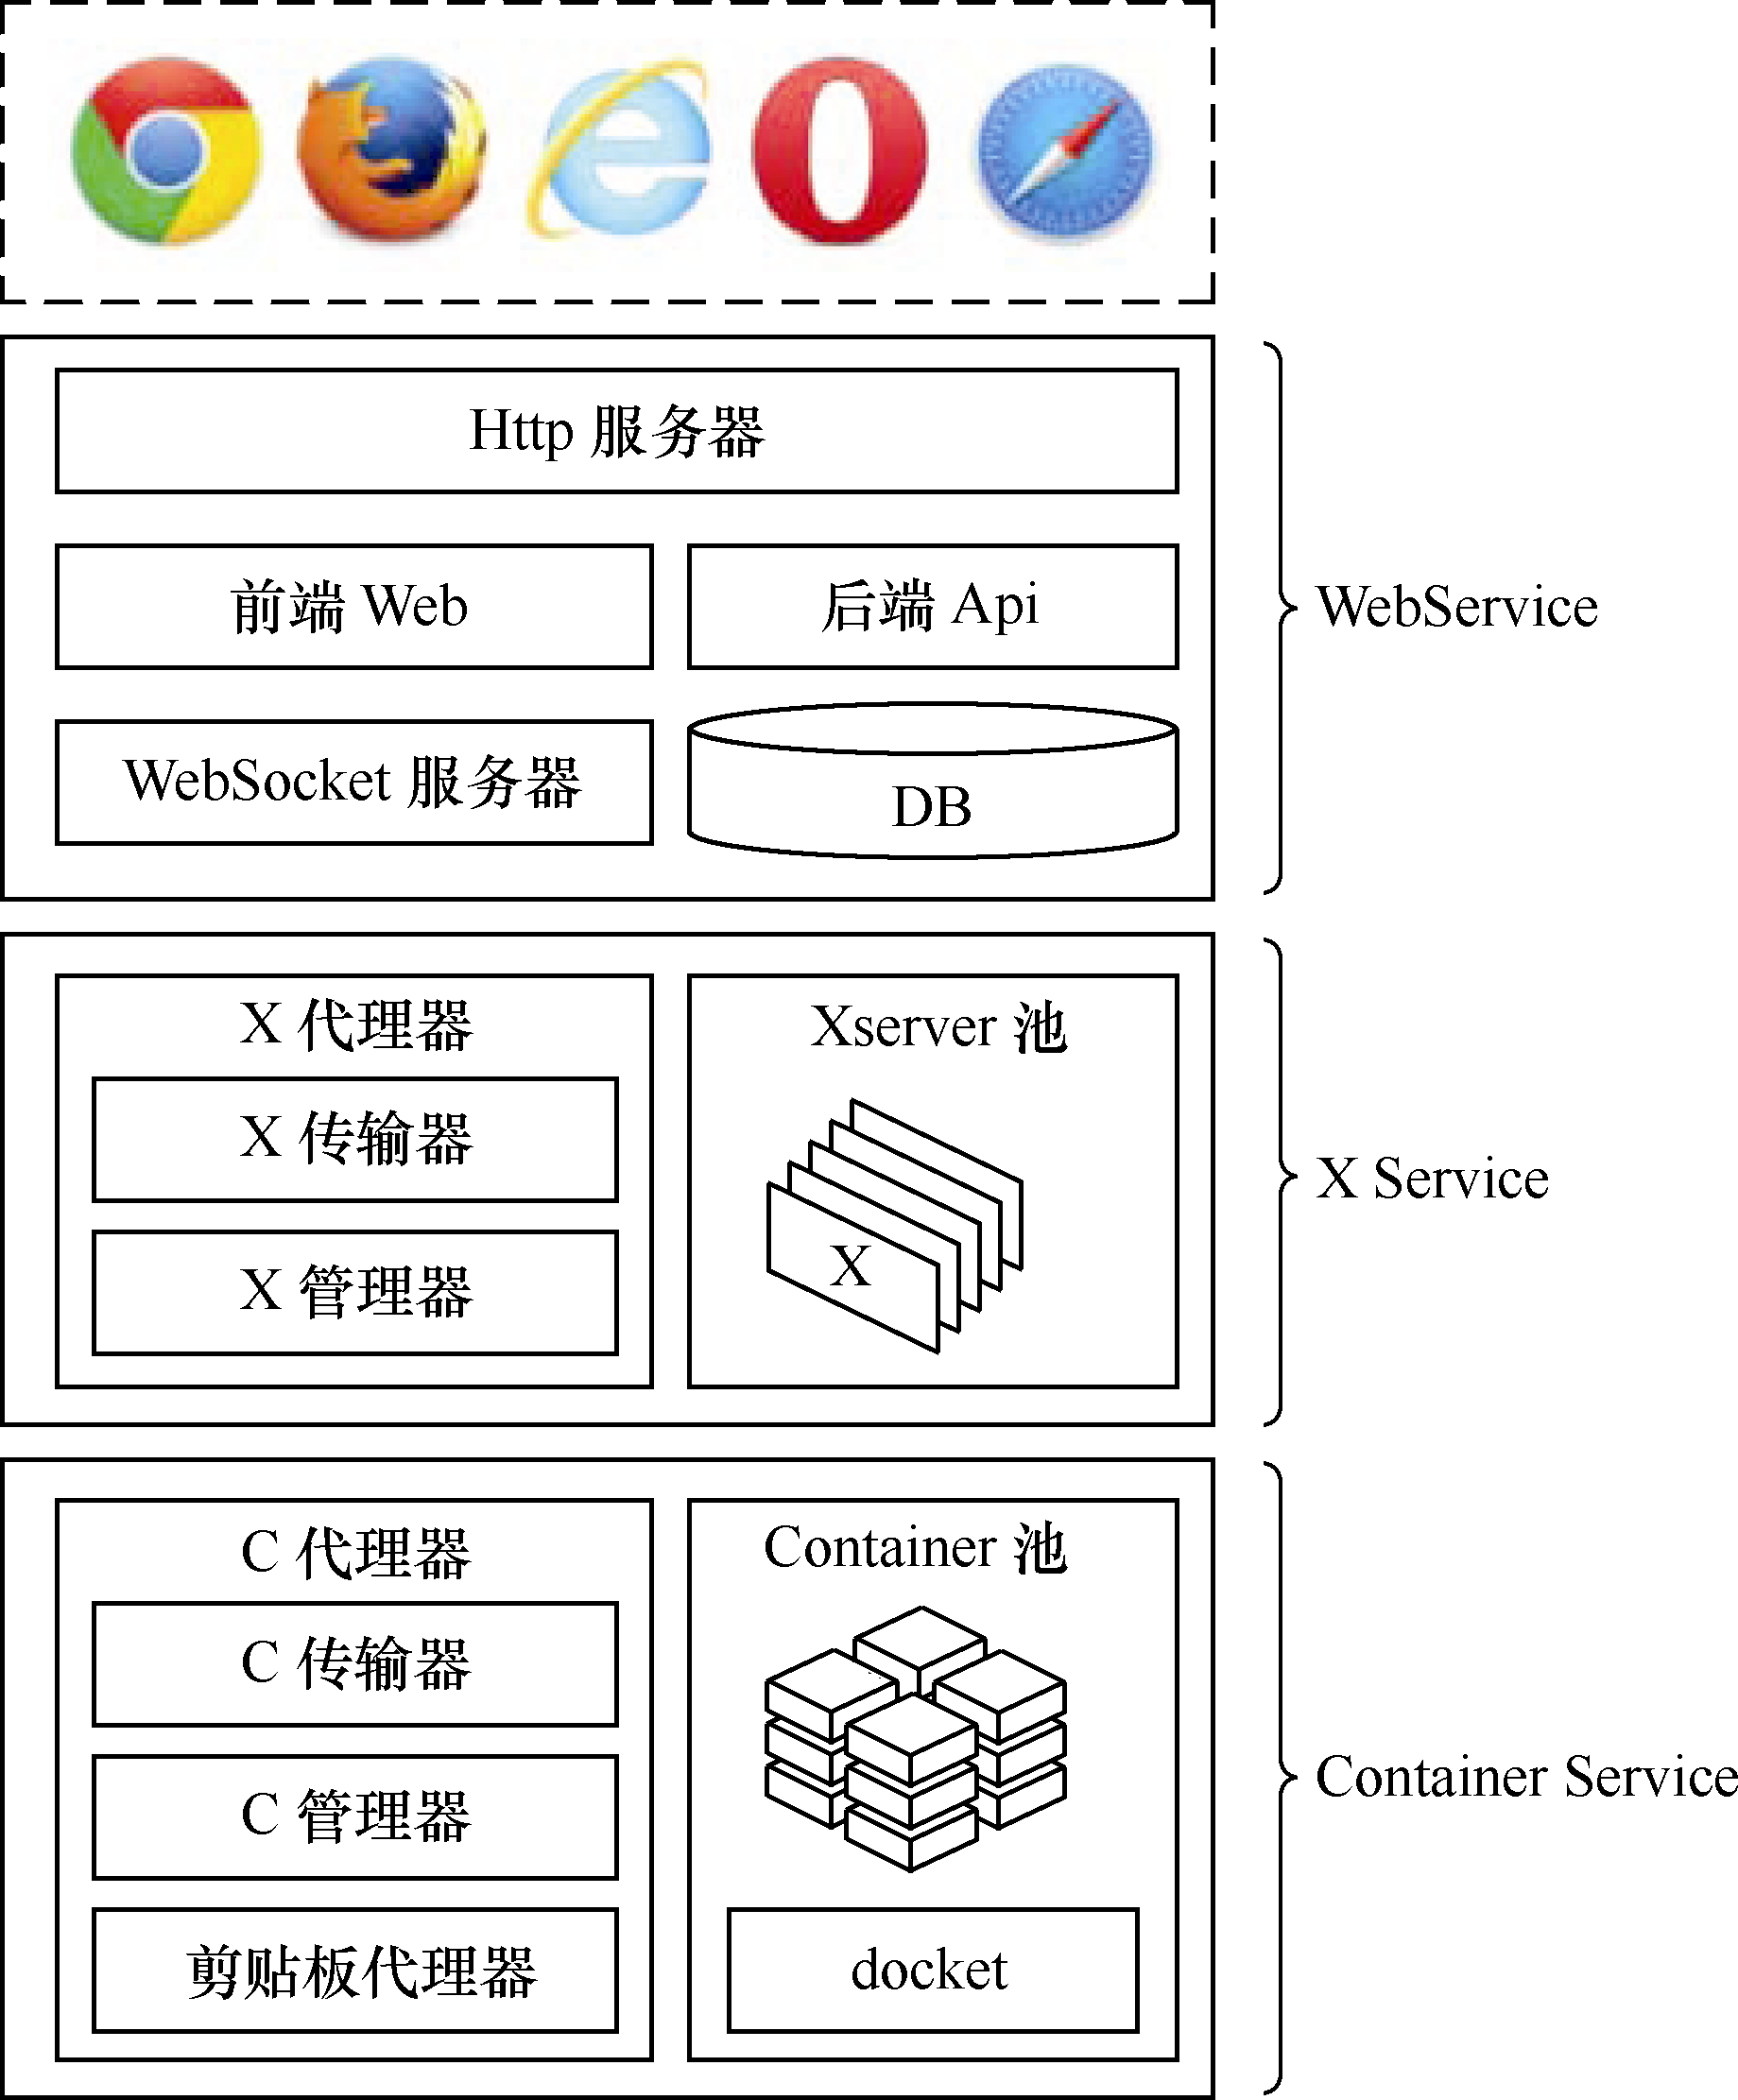 Http 服务器
前端 Web
后端 Api
WebSocket 服务器
DB
WebService
X 代理器
X 传输器
X 管理器
Xserver 池
X
X Service
C 代理器
C 传输器
C 管理器
剪贴板代理器
Container 池
docket
Container Service